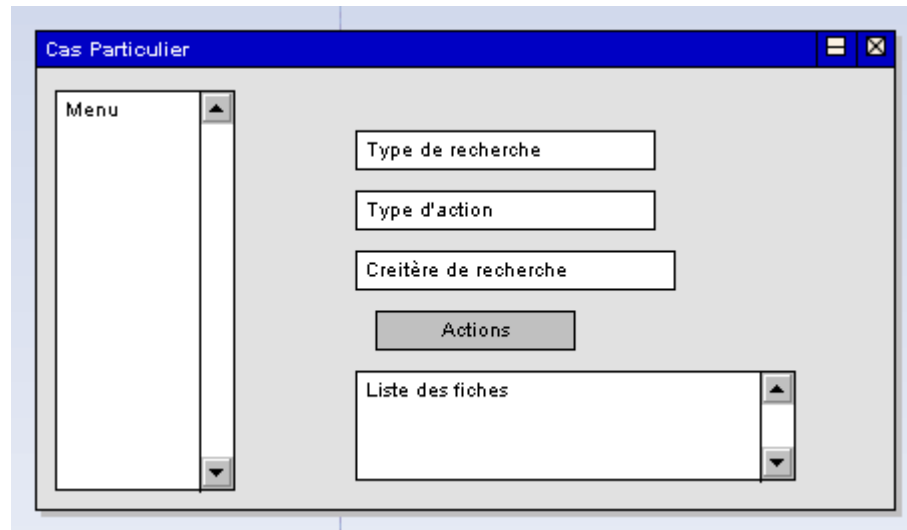 Cas Particulier
Menu
Type de recherche
Type d'action
Creitère de recherche
Actions
Liste des fiches